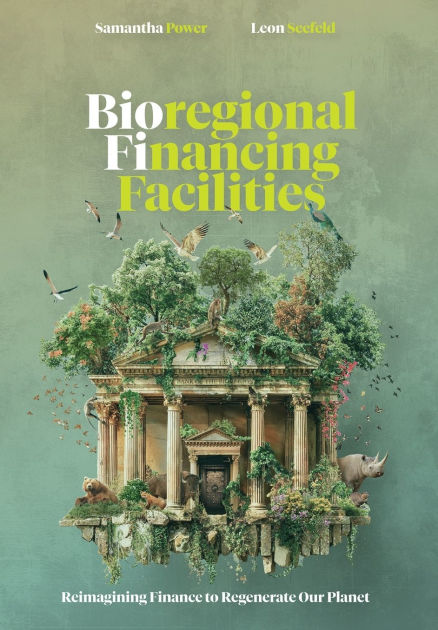 Samantha Power Leon Seefeld
Bioregional
Financing
Facilities
Reimagining Finance to Regenerate Our Planet